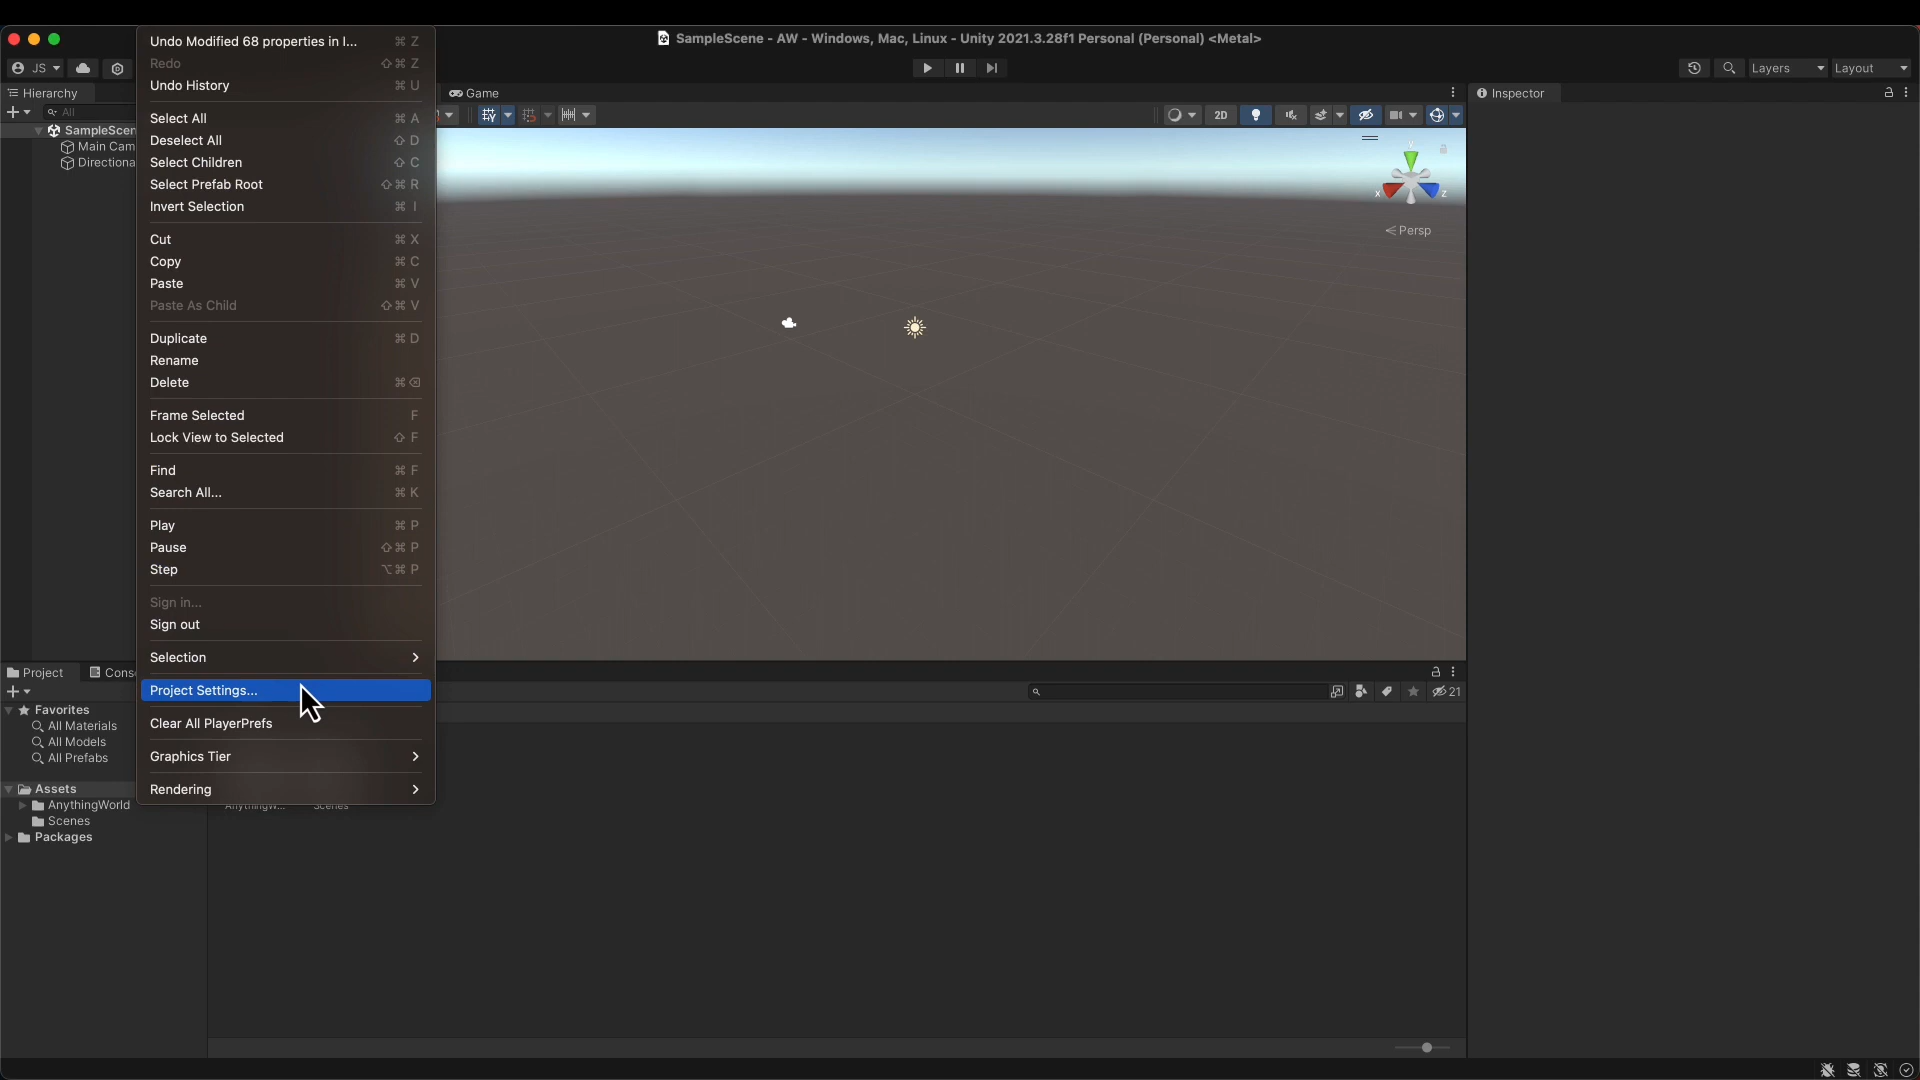 SampleScene - AW - Windows, Mac, Linux - Unity 2021.3.28f1 Personal (Personal) <Metal>
JS
Layers
Layout
Hierarchy
All
SampleScen
Main Cam
Directiona
Undo Modified 68 properties in I... ⌘ Z
Redo ⇧⌘ Z
Undo History ⌘ U
Select All ⌘ A
Deselect All ⇧ D
Select Children ⇧ C
Select Prefab Root ⇧⌘ R
Invert Selection ⌘ I
Cut ⌘ X
Copy ⌘ C
Paste ⌘ V
Paste As Child ⇧⌘ V
Duplicate ⌘ D
Rename
Delete ⌘⌫
Frame Selected F
Lock View to Selected ⇧ F
Find ⌘ F
Search All... ⌘ K
Play ⌘ P
Pause ⇧⌘ P
Step ⌥⌘ P
Sign in...
Sign out
Selection
Project Settings...
Clear All PlayerPrefs
Graphics Tier
Rendering
Game
2D
y
x
z
Persp
Inspector
Project
Cons
21
Favorites
All Materials
All Models
All Prefabs
Assets
AnythingWorld
Scenes
Packages
AnythingW...
Scenes